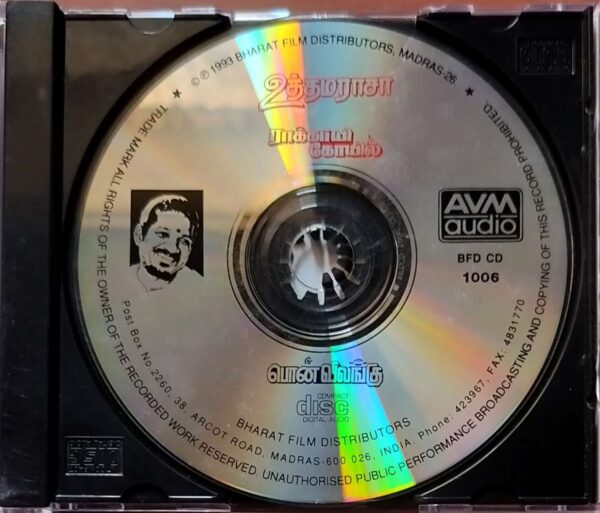 © ℗ 1993 BHARAT FILM DISTRIBUTORS, MADRAS-26
உத்தமராசா
ராக்காயி
கோயில்
AVM
audio
BFD CD
1006
பொன் விலங்கு
COMPACT
disc
DIGITAL AUDIO
BHARAT FILM DISTRIBUTORS
Post Box No 2260, 38, ARCOT ROAD, MADRAS-600 026, INDIA, Phone: 423967, FAX: 4831770
★ TRADE MARK ALL RIGHTS OF THE OWNER OF THE RECORDED WORK RESERVED. UNAUTHORISED PUBLIC PERFORMANCE BROADCASTING AND COPYING OF THIS RECORD PROHIBITED. ★